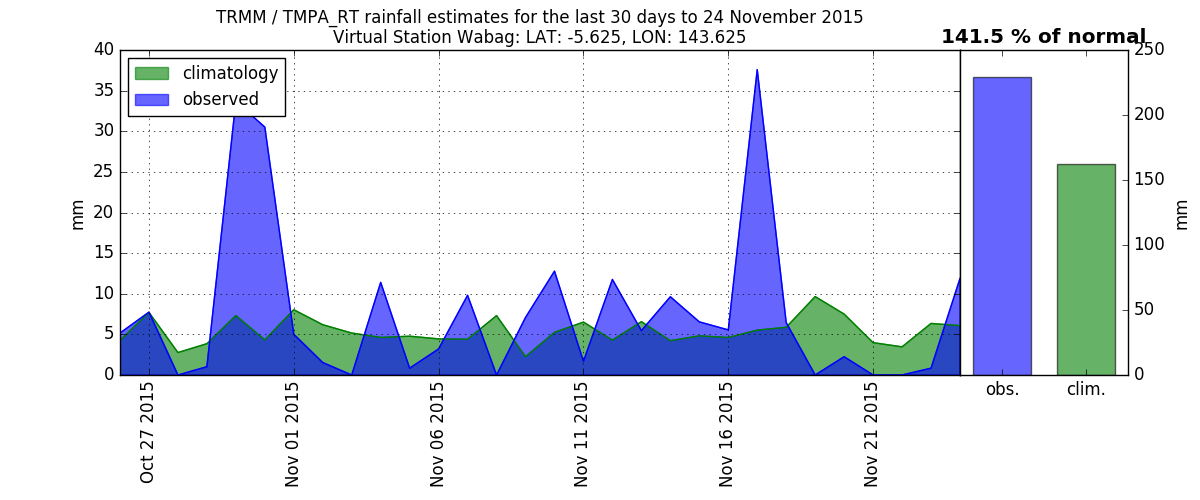 TRMM / TMPA_RT rainfall estimates for the last 30 days to 24 November 2015
Virtual Station Wabag: LAT: -5.625, LON: 143.625
141.5 % of normal
climatology
observed
40
35
30
25
20
15
10
5
0
mm
Oct 27 2015
Nov 01 2015
Nov 06 2015
Nov 11 2015
Nov 16 2015
Nov 21 2015
250
200
150
100
50
0
mm
obs.
clim.